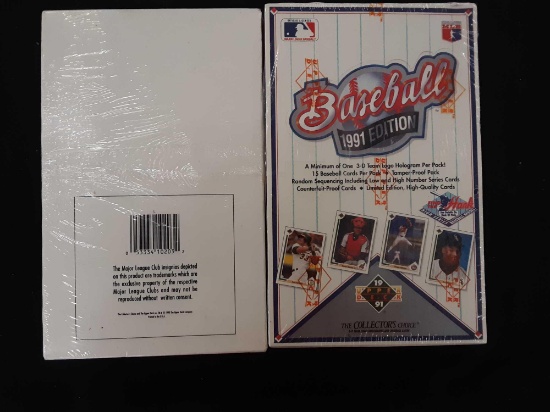 The Major League Club insignias depicted
on this product are trademarks which are
the exclusive property of the respective
Major League Clubs and may not be
reproduced without written consent.
Baseball
1991 EDITION
A Minimum of One 3-D Team Logo Hologram Per Pack!
15 Baseball Cards Per Pack • Tamper-Proof Pack
Random Sequencing Including Low and High Number Series Cards
Counterfeit-Proof Cards • Limited Edition, High-Quality Cards
Hank
19
91
THE COLLECTOR'S CHOICE